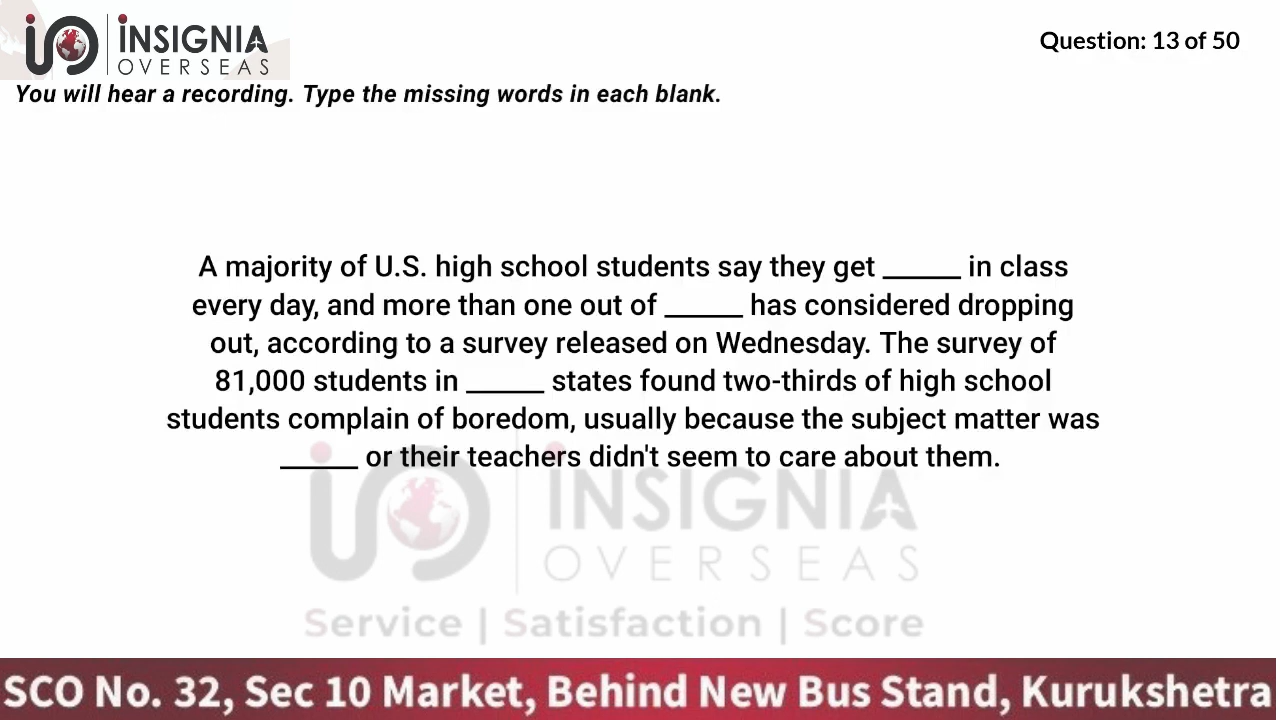 INSIGNIA
OVERSEAS
Question: 13 of 50
You will hear a recording. Type the missing words in each blank.
A majority of U.S. high school students say they get ______ in class
every day, and more than one out of ______ has considered dropping
out, according to a survey released on Wednesday. The survey of
81,000 students in ______ states found two-thirds of high school
students complain of boredom, usually because the subject matter was
______ or their teachers didn't seem to care about them.
INSIGNIA
OVERSEAS
Service | Satisfaction | Score
SCO No. 32, Sec 10 Market, Behind New Bus Stand, Kurukshetra